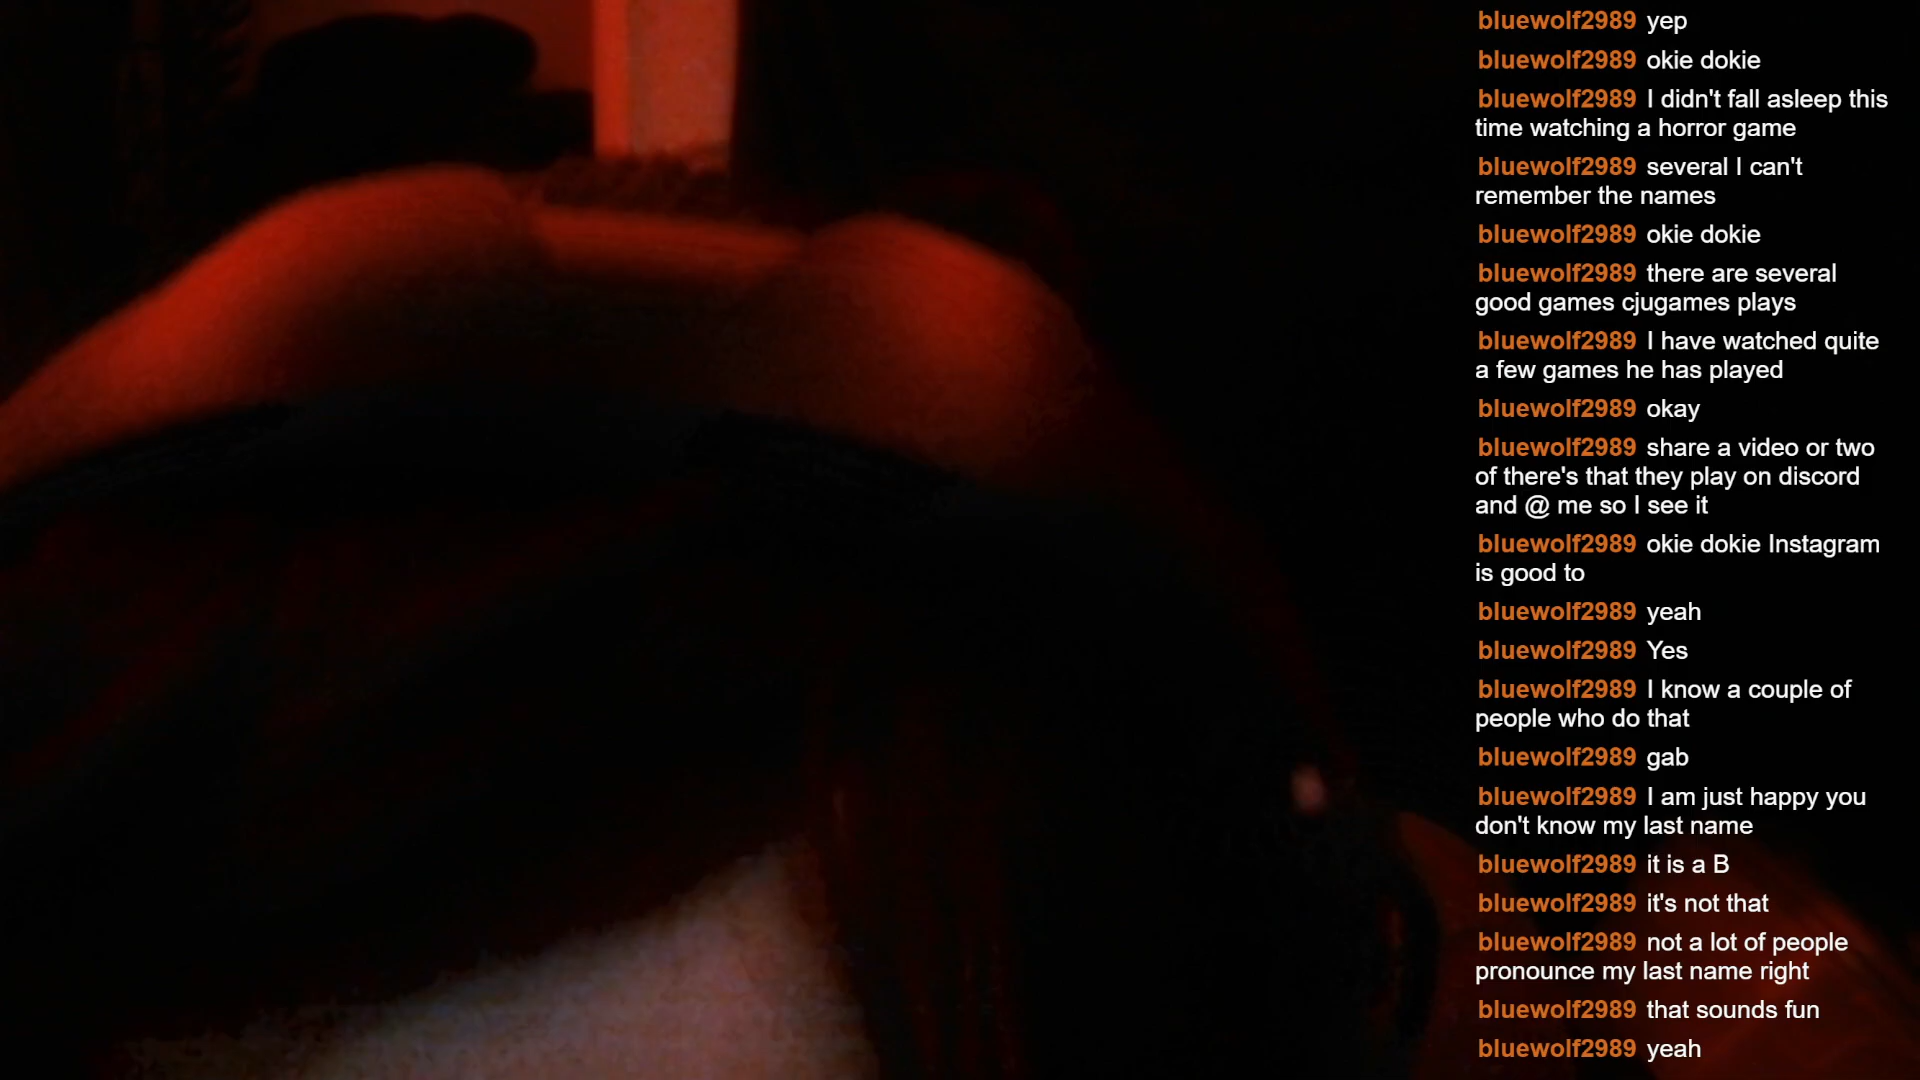 bluewolf2989 yep
bluewolf2989 okie dokie
bluewolf2989 I didn't fall asleep this
time watching a horror game
bluewolf2989 several I can't
remember the names
bluewolf2989 okie dokie
bluewolf2989 there are several
good games cjugames plays
bluewolf2989 I have watched quite
a few games he has played
bluewolf2989 okay
bluewolf2989 share a video or two
of there's that they play on discord
and @ me so I see it
bluewolf2989 okie dokie Instagram
is good to
bluewolf2989 yeah
bluewolf2989 Yes
bluewolf2989 I know a couple of
people who do that
bluewolf2989 gab
bluewolf2989 I am just happy you
don't know my last name
bluewolf2989 it is a B
bluewolf2989 it's not that
bluewolf2989 not a lot of people
pronounce my last name right
bluewolf2989 that sounds fun
bluewolf2989 yeah